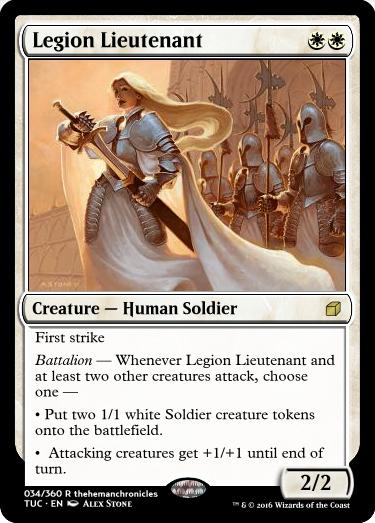 Legion Lieutenant
Creature — Human Soldier
First strike
Battalion — Whenever Legion Lieutenant and
at least two other creatures attack, choose
one —
• Put two 1/1 white Soldier creature tokens
onto the battlefield.
• Attacking creatures get +1/+1 until end of
turn.
2/2
034/360 R thehemanchronicles
TUC • EN ALEX STONE
™ & © 2016 Wizards of the Coast